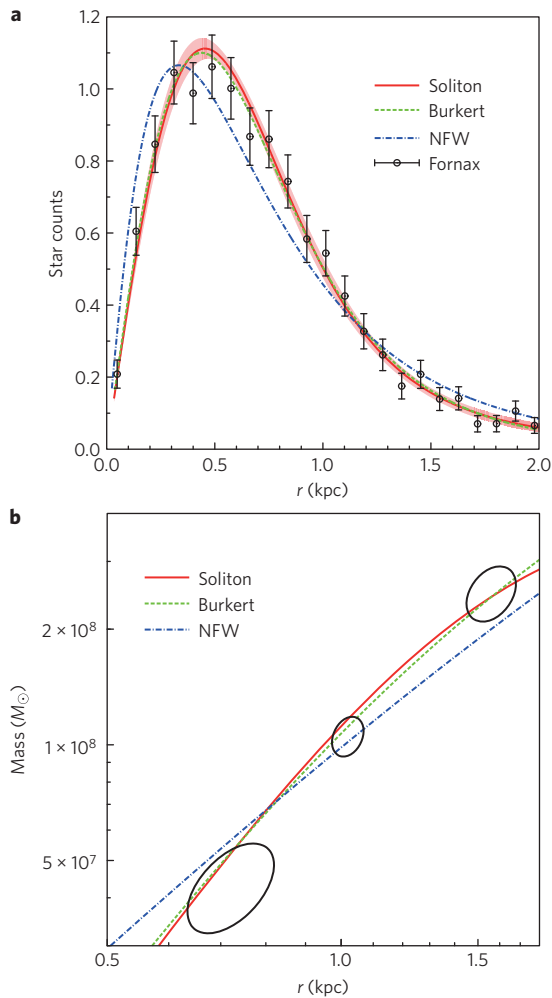 a
1.2
1.0
0.8
0.6
0.4
0.2
0.0
Star counts
Soliton
Burkert
NFW
Fornax
0.0 0.5 1.0 1.5 2.0
r (kpc)
b
Soliton
Burkert
NFW
2 × 10⁸
1 × 10⁸
5 × 10⁷
Mass (M☉)
0.5 1.0 1.5
r (kpc)